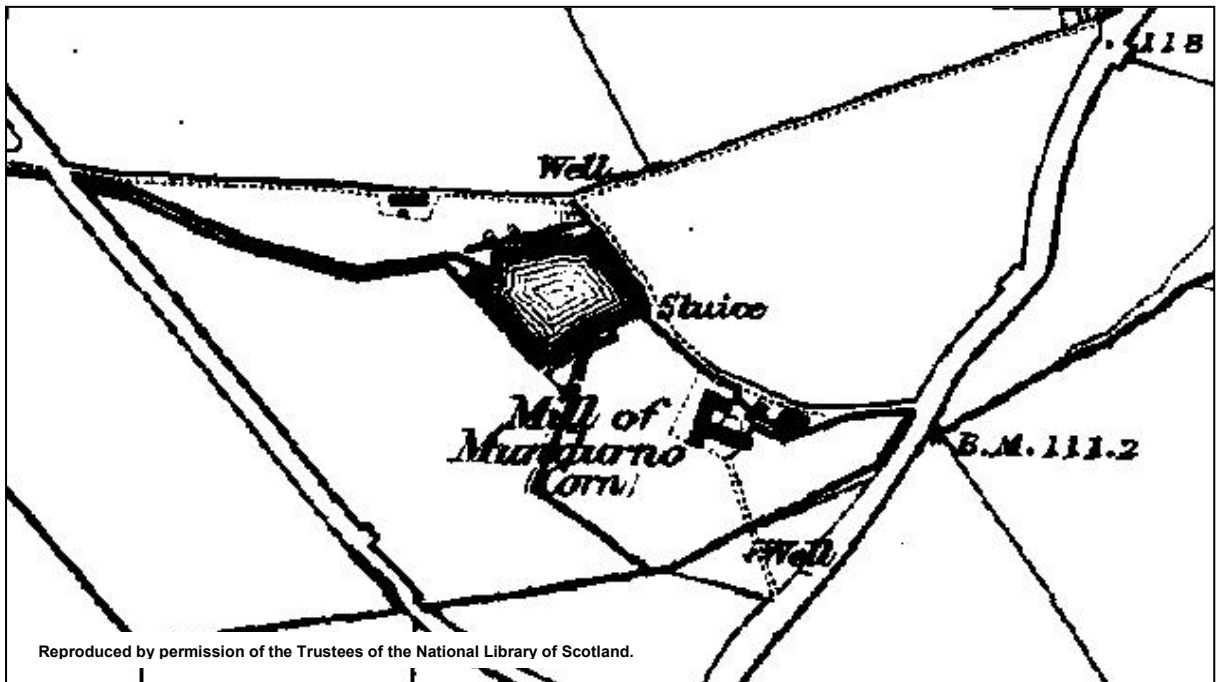 . 118
Well
Sluice
Mill of
Mundurno
(Corn)
B.M. 111.2
Well
Reproduced by permission of the Trustees of the National Library of Scotland.